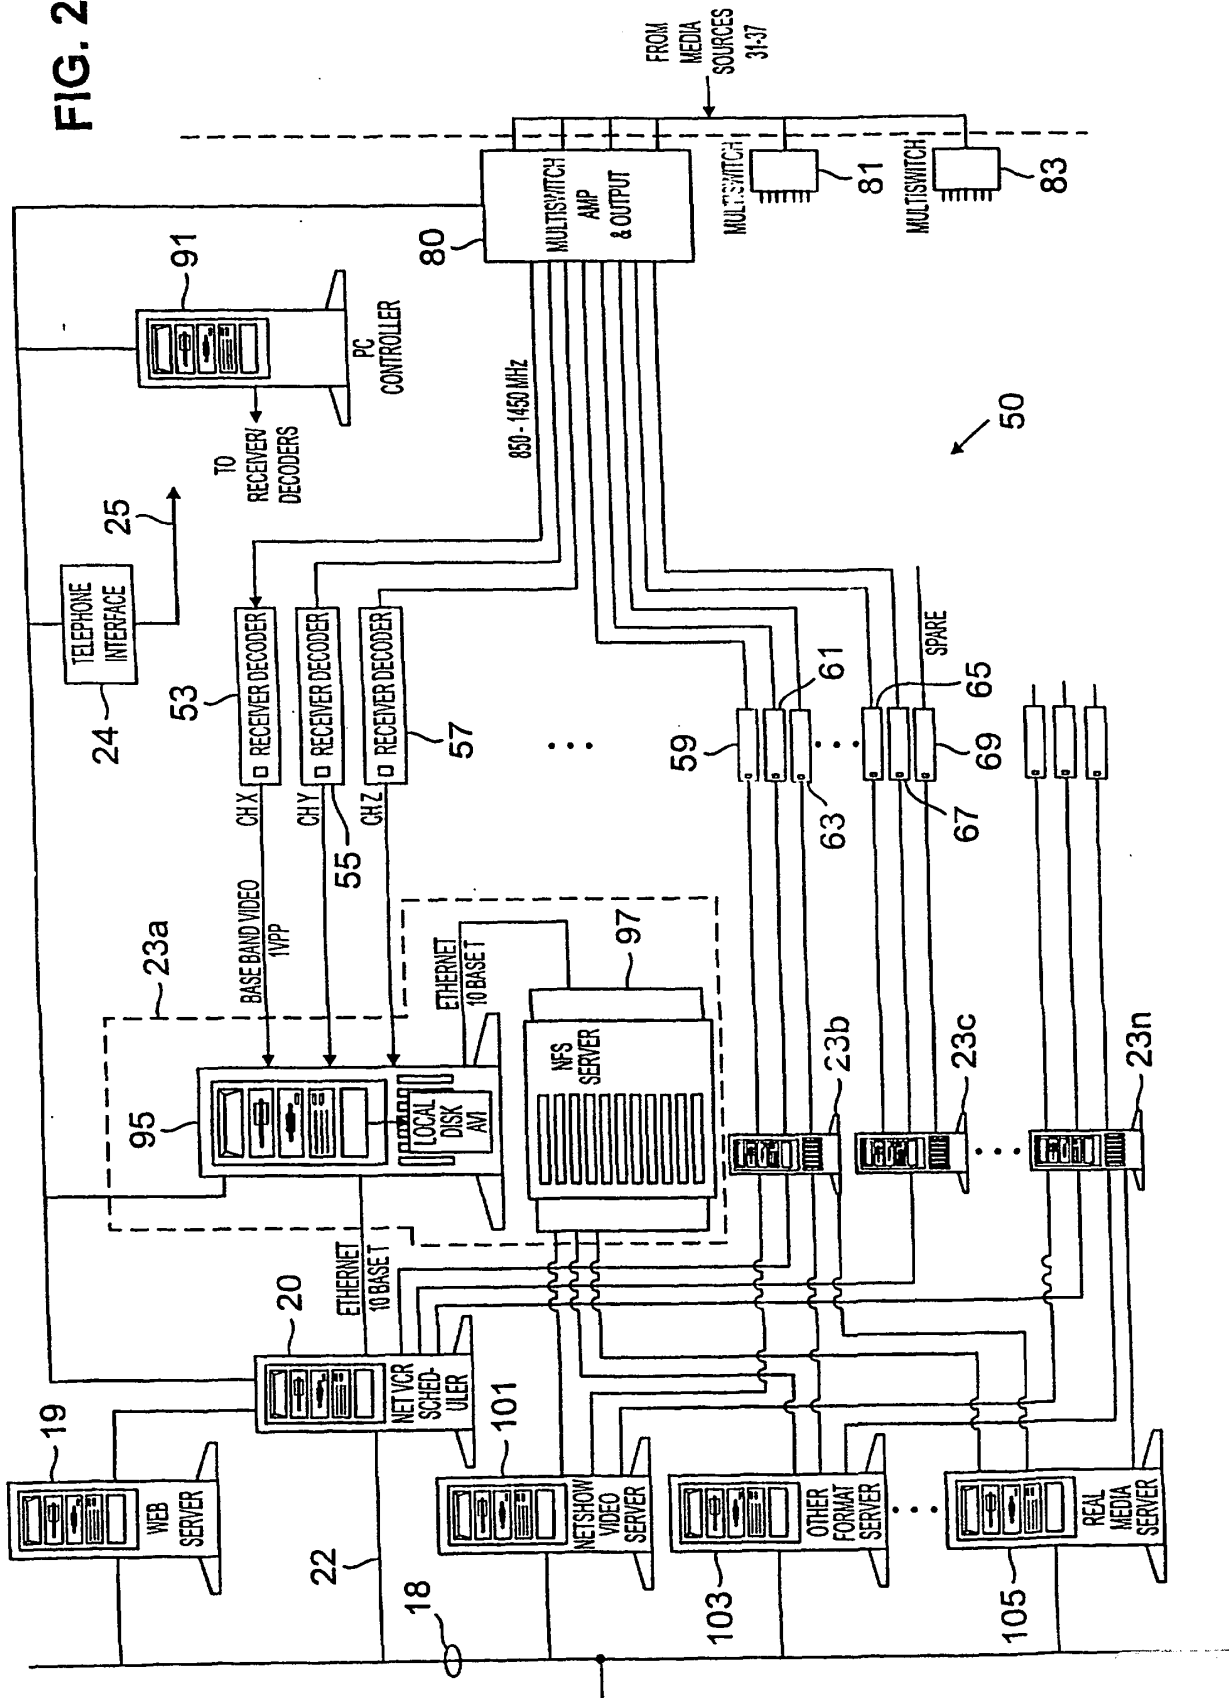 FIG. 2
19
WEB
SERVER
22
18
20
NET VCR
SCHED-
ULER
101
NETSHOW
VIDEO
SERVER
103
OTHER
FORMAT
SERVER
105
REAL
MEDIA
SERVER
ETHERNET
10 BASE T
23a
95
LOCAL
DISK
AVI
ETHERNET
10 BASE T
NFS
SERVER
97
23b
23c
23n
BASE BAND VIDEO
1VPP
CH X
CH Y
CH Z
53
RECEIVER DECODER
55
RECEIVER DECODER
57
RECEIVER DECODER
24
TELEPHONE
INTERFACE
25
59
61
63
65
67
69
SPARE
TO
RECEIVER/
DECODERS
91
PC
CONTROLLER
850 - 1450 MHz
50
80
MULTISWITCH
AMP
& OUTPUT
MULTISWITCH
81
MULTISWITCH
83
FROM
MEDIA
SOURCES
31-37